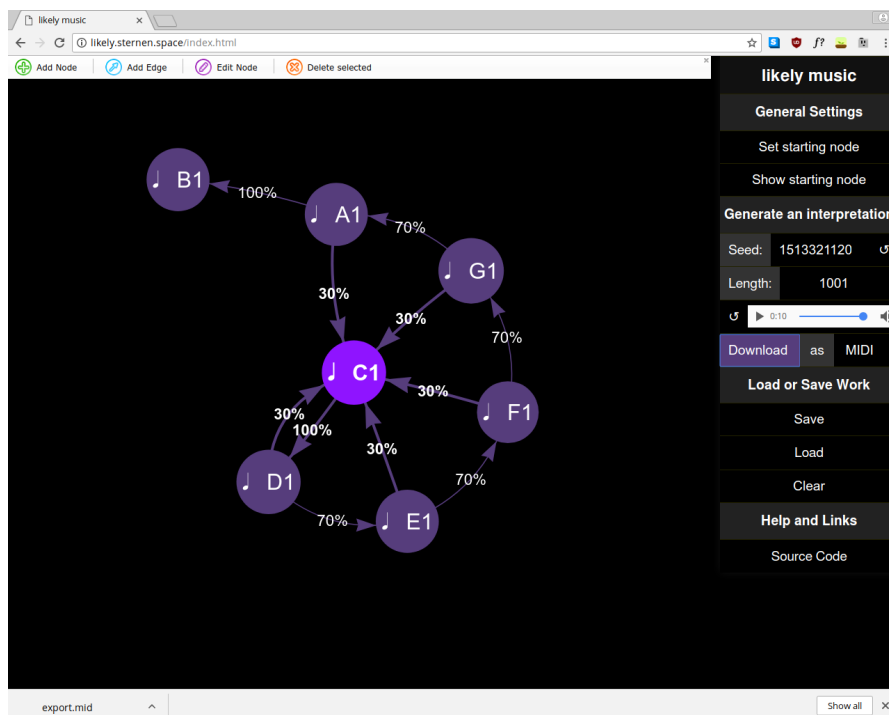 likely music
likely.sternen.space/index.html
f?
Add Node Add Edge Edit Node Delete selected
likely music
General Settings
Set starting node
Show starting node
Generate an interpretation
Seed: 1513321120
Length: 1001
0:10
Download as MIDI
Load or Save Work
Save
Load
Clear
Help and Links
Source Code
♩ B1
100%
♩ A1
70%
♩ G1
30%
30%
70%
♩ C1
30%
♩ F1
30%
100%
30%
70%
♩ D1
70%
♩ E1
export.mid
Show all